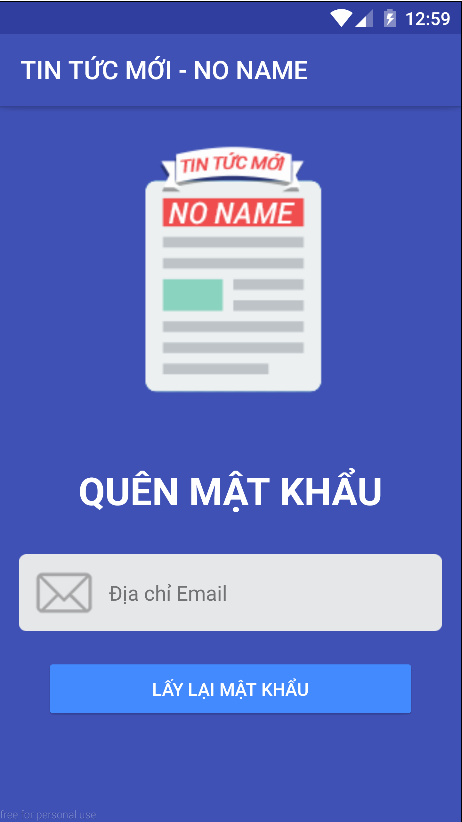 12:59
TIN TỨC MỚI - NO NAME
TIN TỨC MỚI
NO NAME
QUÊN MẬT KHẨU
Địa chỉ Email
LẤY LẠI MẬT KHẨU
free for personal use